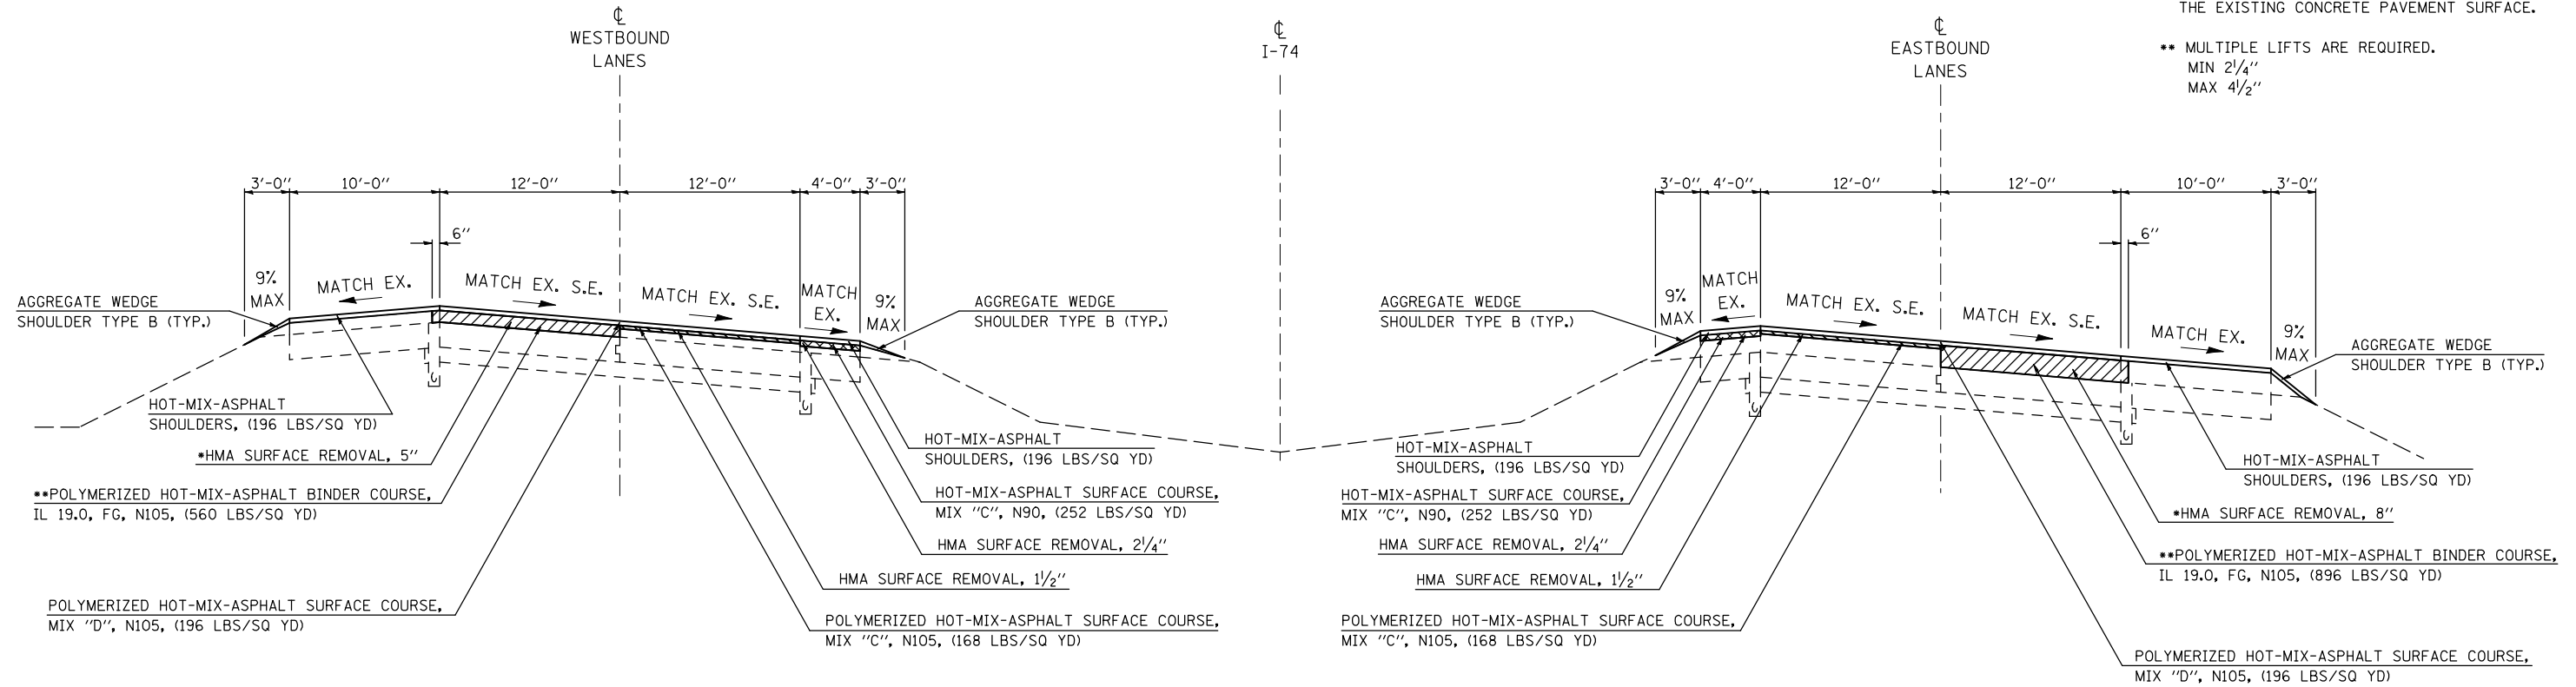 ℄
WESTBOUND
LANES
℄
I-74
℄
EASTBOUND
LANES
THE EXISTING CONCRETE PAVEMENT SURFACE.
** MULTIPLE LIFTS ARE REQUIRED.
MIN 2 1/4"
MAX 4 1/2"
3'-0" 10'-0" 12'-0" 12'-0" 4'-0" 3'-0"
3'-0" 4'-0" 12'-0" 12'-0" 10'-0" 3'-0"
6"
6"
9%
MAX
MATCH EX.
MATCH EX. S.E.
MATCH EX. S.E.
MATCH
EX.
9%
MAX
AGGREGATE WEDGE
SHOULDER TYPE B (TYP.)
AGGREGATE WEDGE
SHOULDER TYPE B (TYP.)
HOT-MIX-ASPHALT
SHOULDERS, (196 LBS/SQ YD)
*HMA SURFACE REMOVAL, 5"
**POLYMERIZED HOT-MIX-ASPHALT BINDER COURSE,
IL 19.0, FG, N105, (560 LBS/SQ YD)
POLYMERIZED HOT-MIX-ASPHALT SURFACE COURSE,
MIX "D", N105, (196 LBS/SQ YD)
HOT-MIX-ASPHALT
SHOULDERS, (196 LBS/SQ YD)
HOT-MIX-ASPHALT SURFACE COURSE,
MIX "C", N90, (252 LBS/SQ YD)
HMA SURFACE REMOVAL, 2 1/4"
HMA SURFACE REMOVAL, 1 1/2"
POLYMERIZED HOT-MIX-ASPHALT SURFACE COURSE,
MIX "C", N105, (168 LBS/SQ YD)
AGGREGATE WEDGE
SHOULDER TYPE B (TYP.)
9%
MAX
MATCH
EX.
MATCH EX. S.E.
MATCH EX. S.E.
MATCH EX.
9%
MAX
AGGREGATE WEDGE
SHOULDER TYPE B (TYP.)
HOT-MIX-ASPHALT
SHOULDERS, (196 LBS/SQ YD)
HOT-MIX-ASPHALT SURFACE COURSE,
MIX "C", N90, (252 LBS/SQ YD)
HMA SURFACE REMOVAL, 2 1/4"
HMA SURFACE REMOVAL, 1 1/2"
POLYMERIZED HOT-MIX-ASPHALT SURFACE COURSE,
MIX "C", N105, (168 LBS/SQ YD)
HOT-MIX-ASPHALT
SHOULDERS, (196 LBS/SQ YD)
*HMA SURFACE REMOVAL, 8"
**POLYMERIZED HOT-MIX-ASPHALT BINDER COURSE,
IL 19.0, FG, N105, (896 LBS/SQ YD)
POLYMERIZED HOT-MIX-ASPHALT SURFACE COURSE,
MIX "D", N105, (196 LBS/SQ YD)